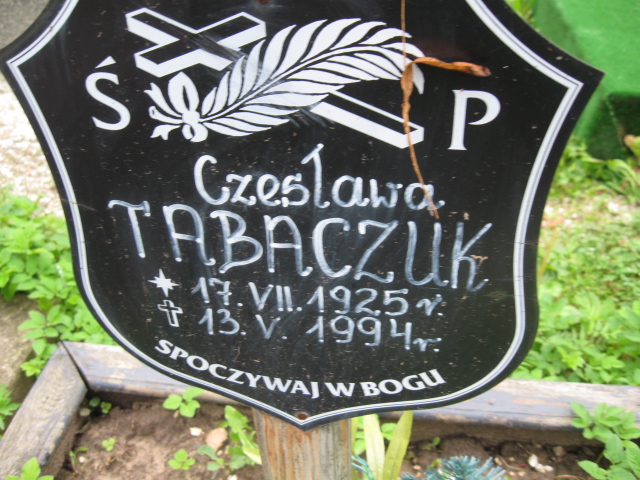 Ś P
Czesława
TABACZUK
17.VII.1925 r.
13.V.1994 r.
SPOCZYWAJ W BOGU